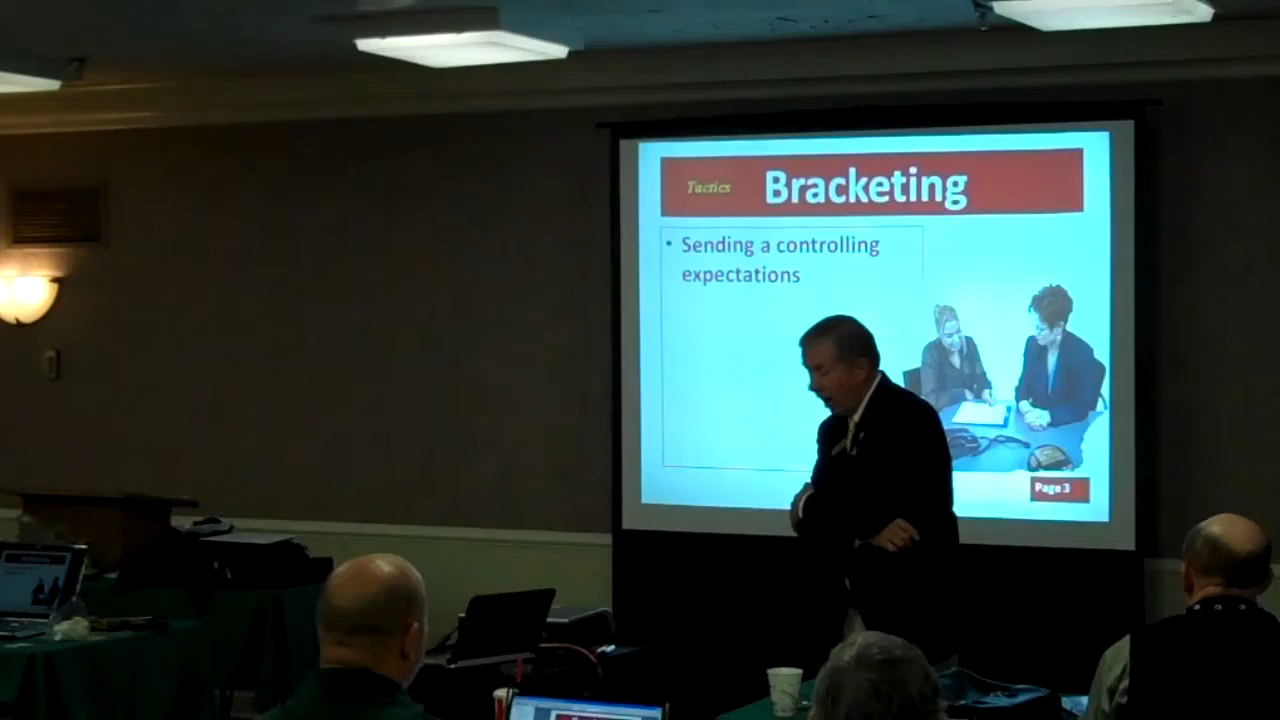 Tactics
Bracketing
• Sending a controlling
expectations
Page 3